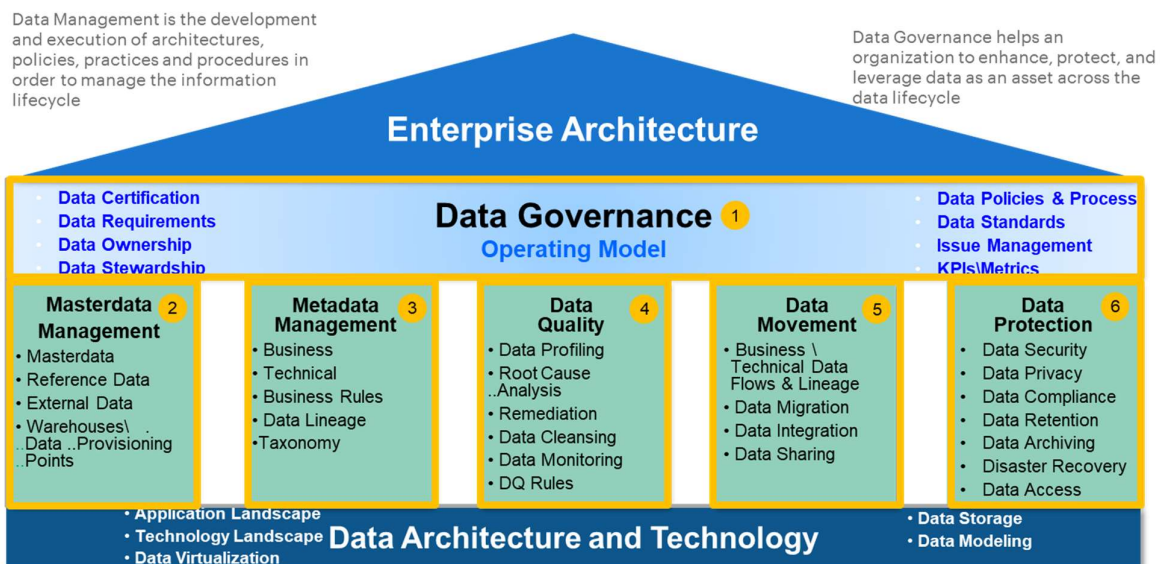 Data Management is the development
and execution of architectures,
policies, practices and procedures in
order to manage the information
lifecycle
Data Governance helps an
organization to enhance, protect, and
leverage data as an asset across the
data lifecycle
Enterprise Architecture
Data Certification
Data Requirements
Data Ownership
Data Stewardship
Data Governance 1
Operating Model
Data Policies & Process
Data Standards
Issue Management
KPIs\Metrics
Masterdata 2
Management
• Masterdata
• Reference Data
• External Data
• Warehouses\ .
..Data ..Provisioning
..Points
Metadata 3
Management
• Business
• Technical
• Business Rules
• Data Lineage
•Taxonomy
Data 4
Quality
• Data Profiling
• Root Cause
..Analysis
• Remediation
• Data Cleansing
• Data Monitoring
• DQ Rules
Data 5
Movement
• Business \
Technical Data
Flows & Lineage
• Data Migration
• Data Integration
• Data Sharing
Data 6
Protection
• Data Security
• Data Privacy
• Data Compliance
• Data Retention
• Data Archiving
• Disaster Recovery
• Data Access
• Application Landscape
• Technology Landscape
• Data Virtualization
Data Architecture and Technology
• Data Storage
• Data Modeling